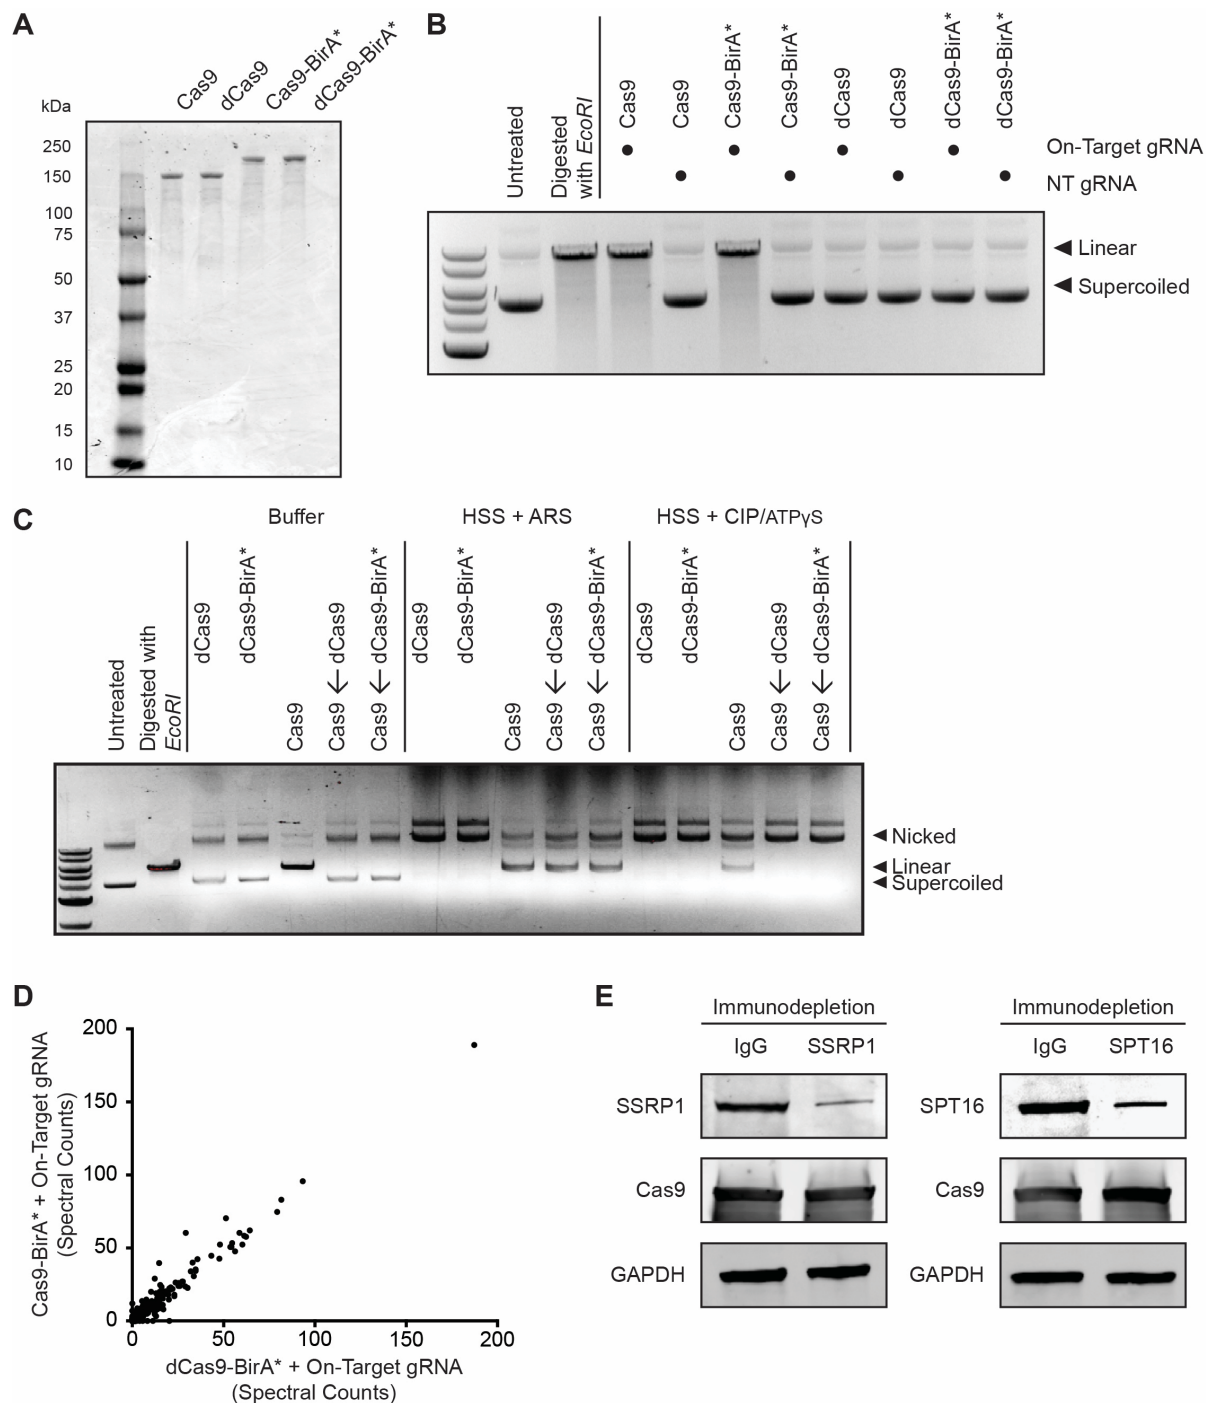 A
Cas9
dCas9
Cas9-BirA*
dCas9-BirA*
kDa
250
150
100
75
50
37
25
20
15
10
B
Untreated
Digested
with EcoRI
Cas9
Cas9
Cas9-BirA*
Cas9-BirA*
dCas9
dCas9
dCas9-BirA*
dCas9-BirA*
On-Target gRNA
NT gRNA
Linear
Supercoiled
C
Buffer
HSS + ARS
HSS + CIP/ATPγS
Untreated
Digested with
EcoRI
dCas9
dCas9-BirA*
Cas9
Cas9 ← dCas9
Cas9 ← dCas9-BirA*
dCas9
dCas9-BirA*
Cas9
Cas9 ← dCas9
Cas9 ← dCas9-BirA*
dCas9
dCas9-BirA*
Cas9
Cas9 ← dCas9
Cas9 ← dCas9-BirA*
Nicked
Linear
Supercoiled
D
Cas9-BirA* + On-Target gRNA
(Spectral Counts)
200
150
100
50
0
0 50 100 150 200
dCas9-BirA* + On-Target gRNA
(Spectral Counts)
E
Immunodepletion
IgG SSRP1
SSRP1
Cas9
GAPDH
Immunodepletion
IgG SPT16
SPT16
Cas9
GAPDH